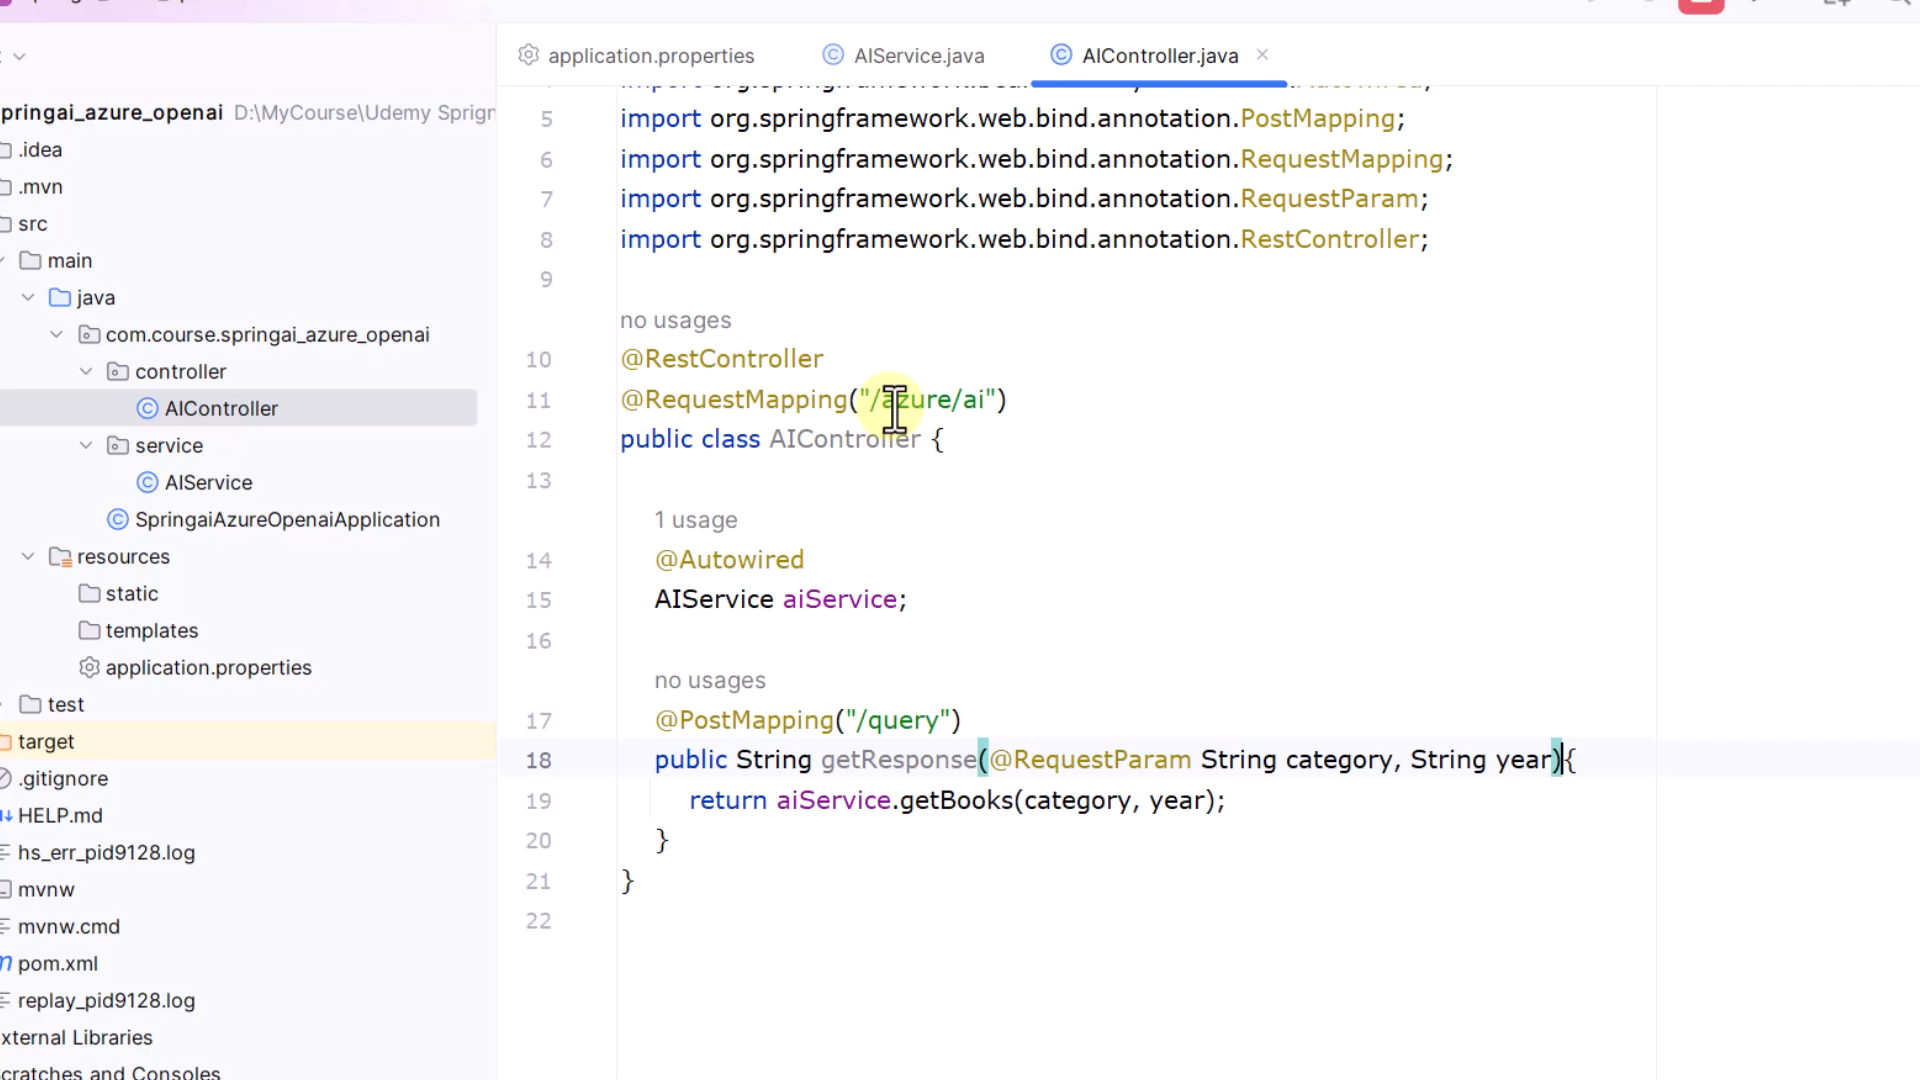 application.properties
AIService.java
AIController.java
pringai_azure_openai D:\MyCourse\Udemy Sprign
.idea
.mvn
src
main
java
com.course.springai_azure_openai
controller
AIController
service
AIService
SpringaiAzureOpenaiApplication
resources
static
templates
application.properties
test
target
.gitignore
HELP.md
hs_err_pid9128.log
mvnw
mvnw.cmd
pom.xml
replay_pid9128.log
xternal Libraries
Scratches and Consoles
5 import org.springframework.web.bind.annotation.PostMapping;
6 import org.springframework.web.bind.annotation.RequestMapping;
7 import org.springframework.web.bind.annotation.RequestParam;
8 import org.springframework.web.bind.annotation.RestController;
9
no usages
10 @RestController
11 @RequestMapping("/azure/ai")
12 public class AIController {
13
1 usage
14 @Autowired
15 AIService aiService;
16
no usages
17 @PostMapping("/query")
18 public String getResponse(@RequestParam String category, String year){
19 return aiService.getBooks(category, year);
20 }
21 }
22